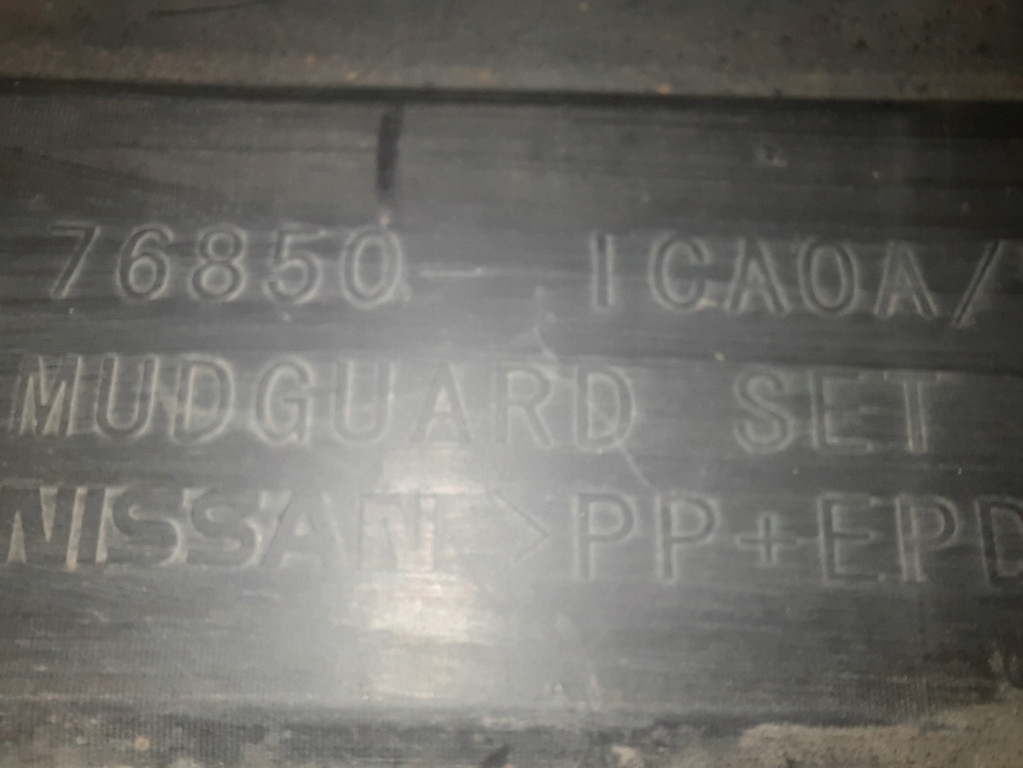 76850 - 1CA0A/
MUDGUARD SET
NISSAN >PP+EPD